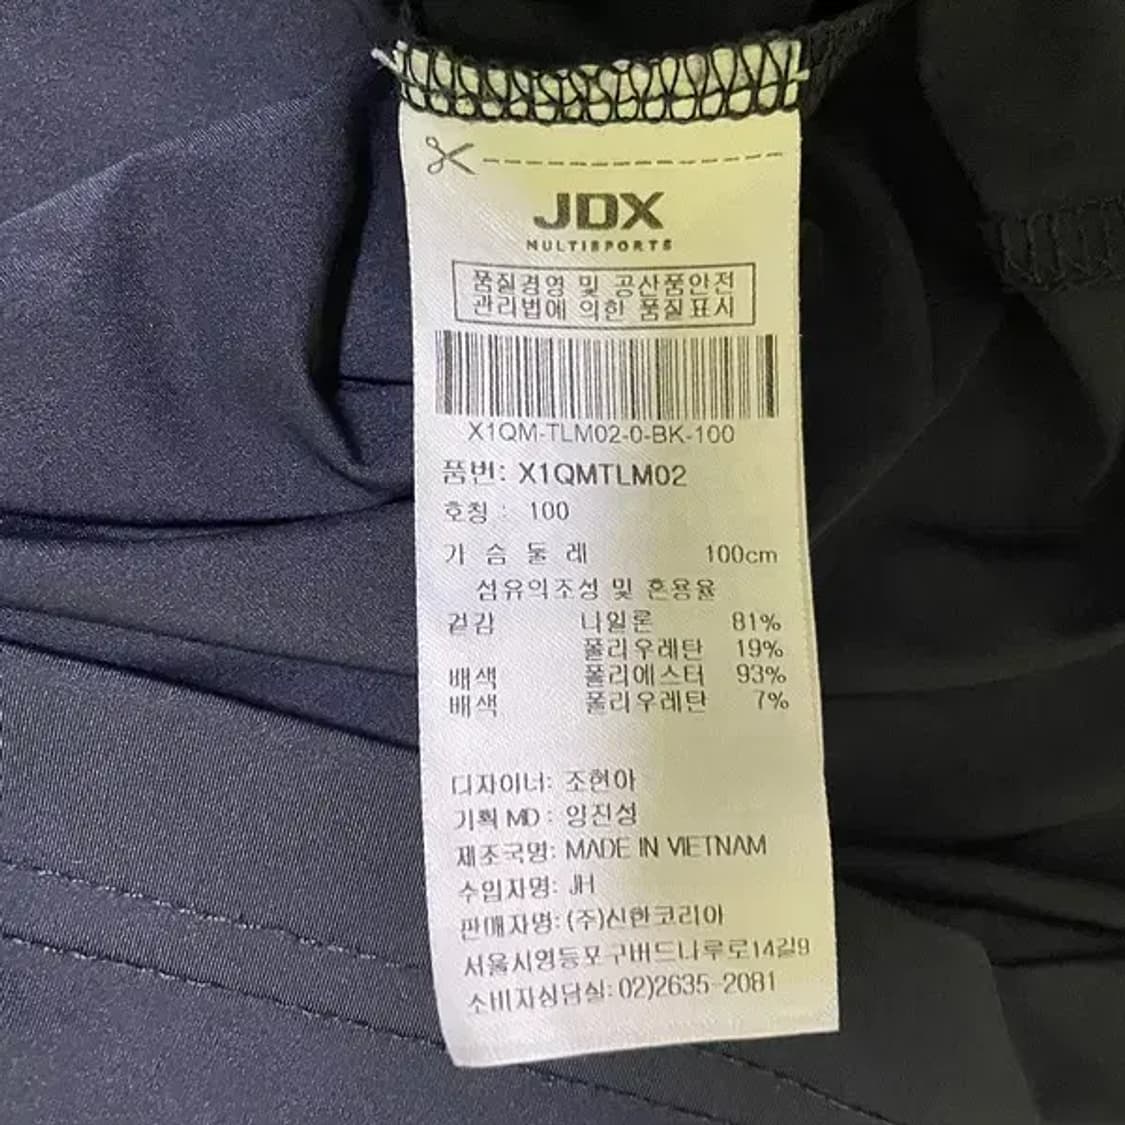 JDX
MULTISPORTS
품질경영 및 공산품안전
관리법에 의한 품질표시
X1QM-TLM02-0-BK-100
품번: X1QMTLM02
호칭 : 100
가 슴 둘 레 100cm
섬유의조성 및 혼용율
겉감 나일론 81%
폴리우레탄 19%
배색 폴리에스터 93%
배색 폴리우레탄 7%
디자이너: 조현아
기획 MD : 양진성
제조국명: MADE IN VIETNAM
수입자명: JH
판매자명: (주)신한코리아
서울시영등포구버드나루로14길9
소비자상담실: 02)2635-2081